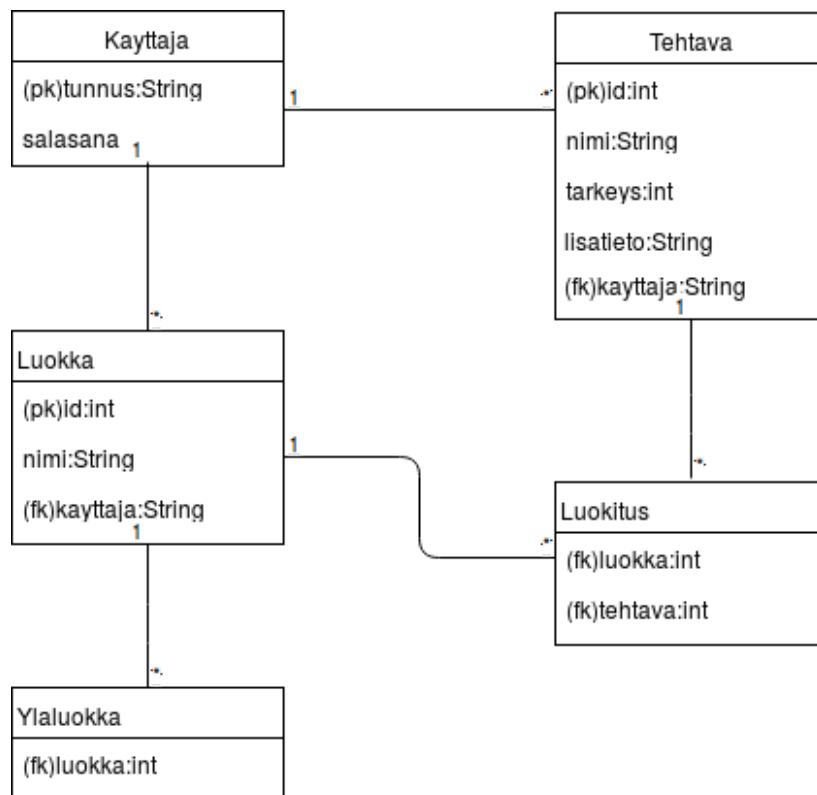 Kayttaja
(pk)tunnus:String
salasana
1
1
*
Tehtava
(pk)id:int
nimi:String
tarkeys:int
lisatieto:String
(fk)kayttaja:String
1
*
*
Luokka
(pk)id:int
nimi:String
(fk)kayttaja:String
1
1
*
Luokitus
(fk)luokka:int
(fk)tehtava:int
*
Ylaluokka
(fk)luokka:int